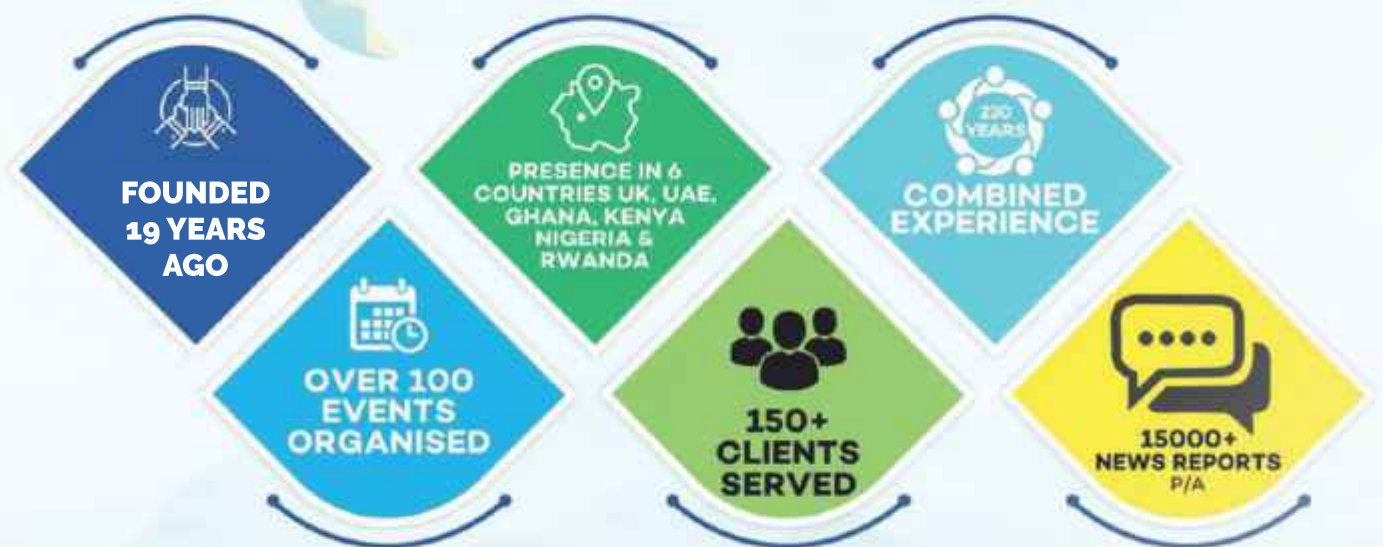 FOUNDED
19 YEARS
AGO
OVER 100
EVENTS
ORGANISED
PRESENCE IN 6
COUNTRIES UK, UAE,
GHANA, KENYA
NIGERIA &
RWANDA
150+
CLIENTS
SERVED
YEARS
COMBINED
EXPERIENCE
15000+
NEWS REPORTS
P/A